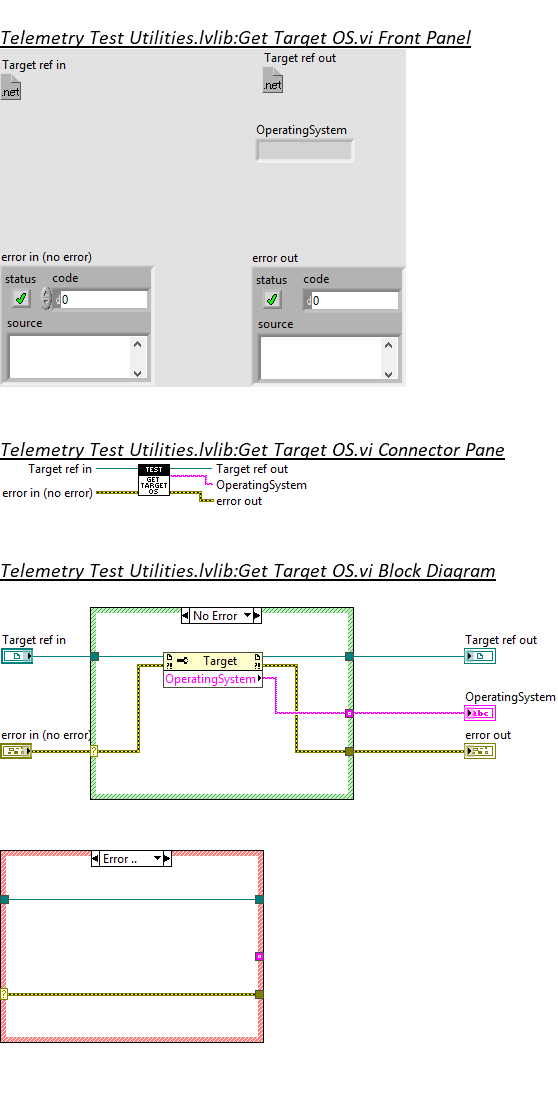 Telemetry Test Utilities.lvlib:Get Target OS.vi Front Panel
Target ref in
Target ref out
.net
.net
OperatingSystem
error in (no error)
error out
status code
status code
d 0
d 0
source
source
Telemetry Test Utilities.lvlib:Get Target OS.vi Connector Pane
Target ref in
TEST
Target ref out
GET
TARGET
OS
OperatingSystem
error in (no error)
error out
Telemetry Test Utilities.lvlib:Get Target OS.vi Block Diagram
No Error
Target ref in
Target ref out
?! Target ?!
OperatingSystem
OperatingSystem
Abc
error in (no error)
error out
?
Error ..
?